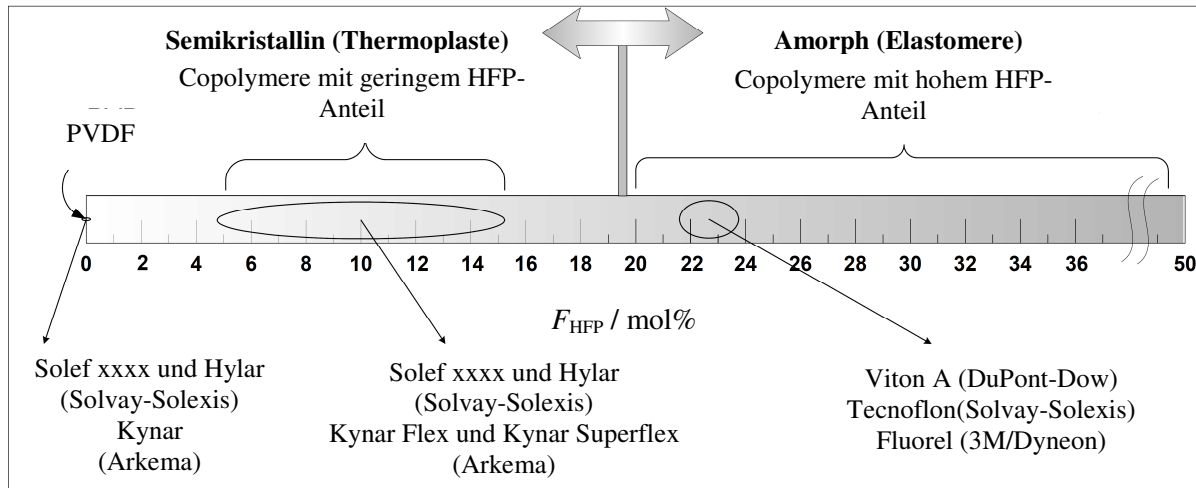 Semikristallin (Thermoplaste)
Copolymere mit geringem HFP-
Anteil
Amorph (Elastomere)
Copolymere mit hohem HFP-
Anteil
PVDF
0 2 4 6 8 10 12 14 16 18 20 22 24 26 28 30 32 34 36 50
F_HFP / mol%
Solef xxxx und Hylar
(Solvay-Solexis)
Kynar
(Arkema)
Solef xxxx und Hylar
(Solvay-Solexis)
Kynar Flex und Kynar Superflex
(Arkema)
Viton A (DuPont-Dow)
Tecnoflon(Solvay-Solexis)
Fluorel (3M/Dyneon)